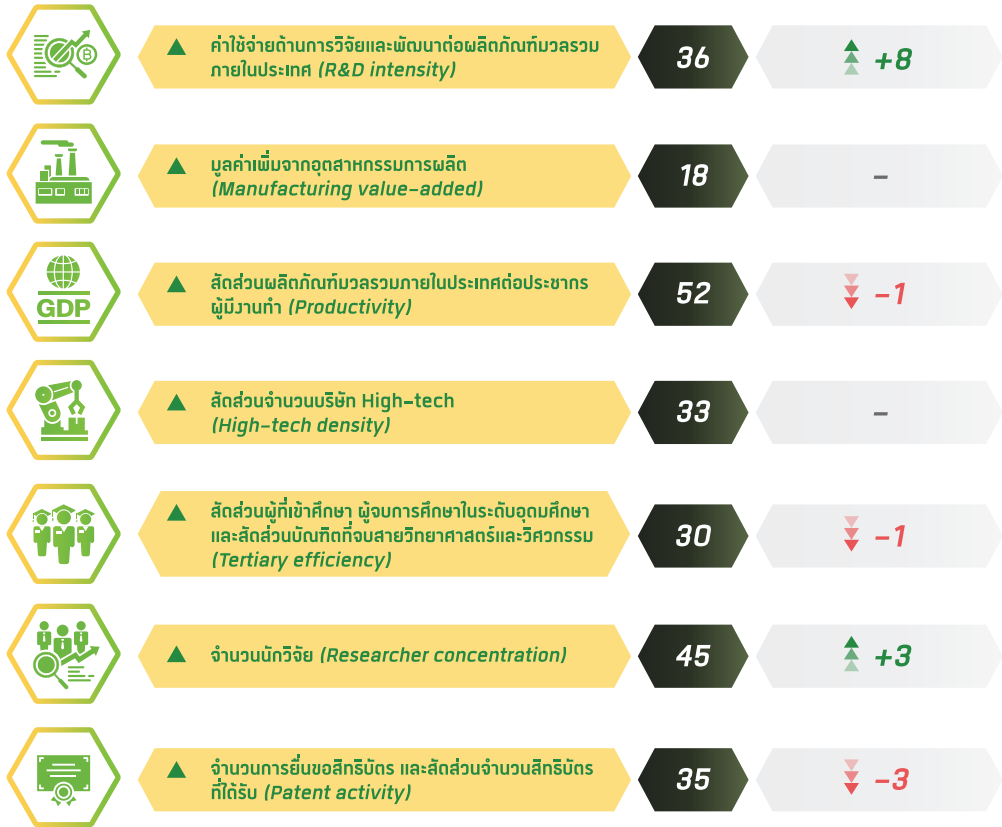 ▲ ค่าใช้จ่ายด้านการวิจัยและพัฒนาต่อผลิตภัณฑ์มวลรวม
ภายในประเทศ (R&D intensity)
36
+8
▲ มูลค่าเพิ่มจากอุตสาหกรรมการผลิต
(Manufacturing value-added)
18
-
GDP
▲ สัดส่วนผลิตภัณฑ์มวลรวมภายในประเทศต่อประชากร
ผู้มีงานทำ (Productivity)
52
-1
▲ สัดส่วนจำนวนบริษัท High-tech
(High-tech density)
33
-
▲ สัดส่วนผู้ที่เข้าศึกษา ผู้จบการศึกษาในระดับอุดมศึกษา
และสัดส่วนบัณฑิตที่จบสายวิทยาศาสตร์และวิศวกรรม
(Tertiary efficiency)
30
-1
▲ จำนวนนักวิจัย (Researcher concentration)
45
+3
▲ จำนวนการยื่นขอสิทธิบัตร และสัดส่วนจำนวนสิทธิบัตร
ที่ได้รับ (Patent activity)
35
-3